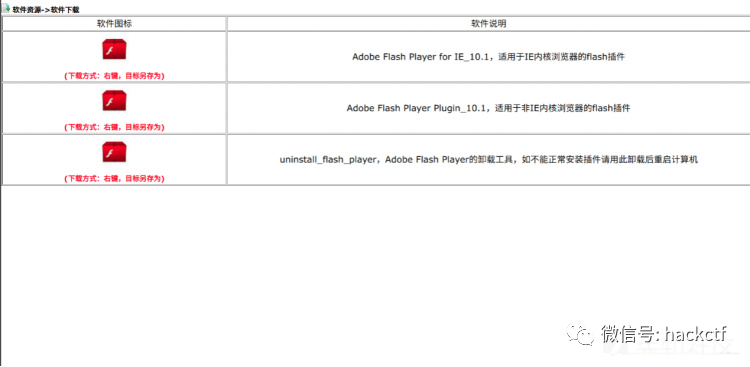 软件资源->软件下载
软件图标 软件说明
(下载方式：右键，目标另存为) Adobe Flash Player for IE_10.1，适用于IE内核浏览器的flash插件
(下载方式：右键，目标另存为) Adobe Flash Player Plugin_10.1，适用于非IE内核浏览器的flash插件
(下载方式：右键，目标另存为) uninstall_flash_player，Adobe Flash Player的卸载工具，如不能正常安装插件请用此卸载后重启计算机
微信号: hackctf